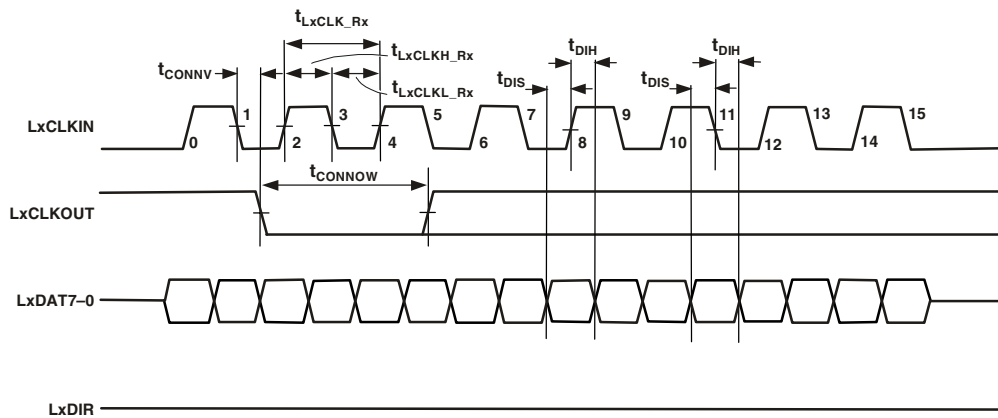 tLxCLK_Rx
tLxCLKH_Rx
tDIH
tDIH
tCONNV
tDIS
tDIS
tLxCLKL_Rx
LxCLKIN
0
1
2
3
4
5
6
7
8
9
10
11
12
13
14
15
tCONNOW
LxCLKOUT
LxDAT7–0
LxDIR